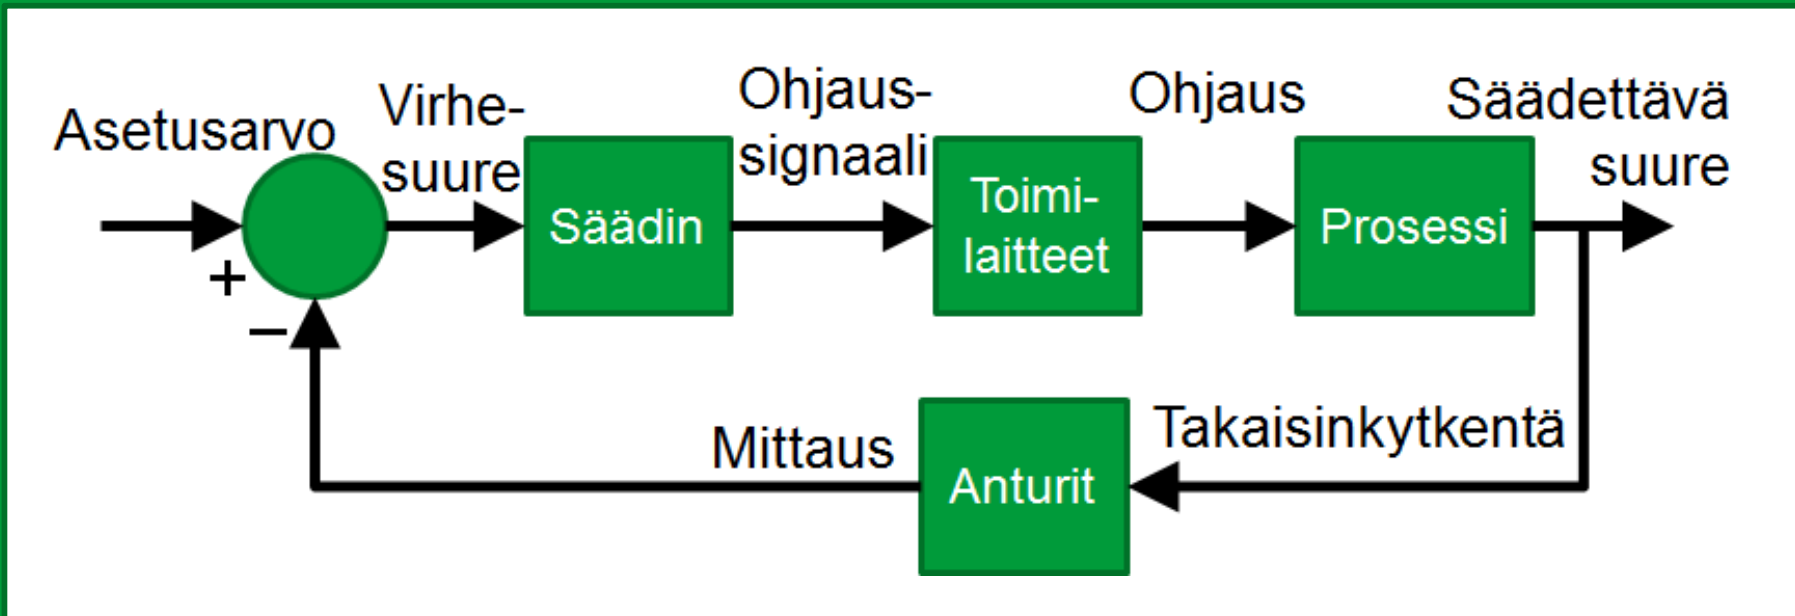 Asetusarvo
Virhe-
suure
Ohjaus-
signaali
Ohjaus
Säädettävä
suure
+
−
Säädin
Toimi-
laitteet
Prosessi
Mittaus
Anturit
Takaisinkytkentä